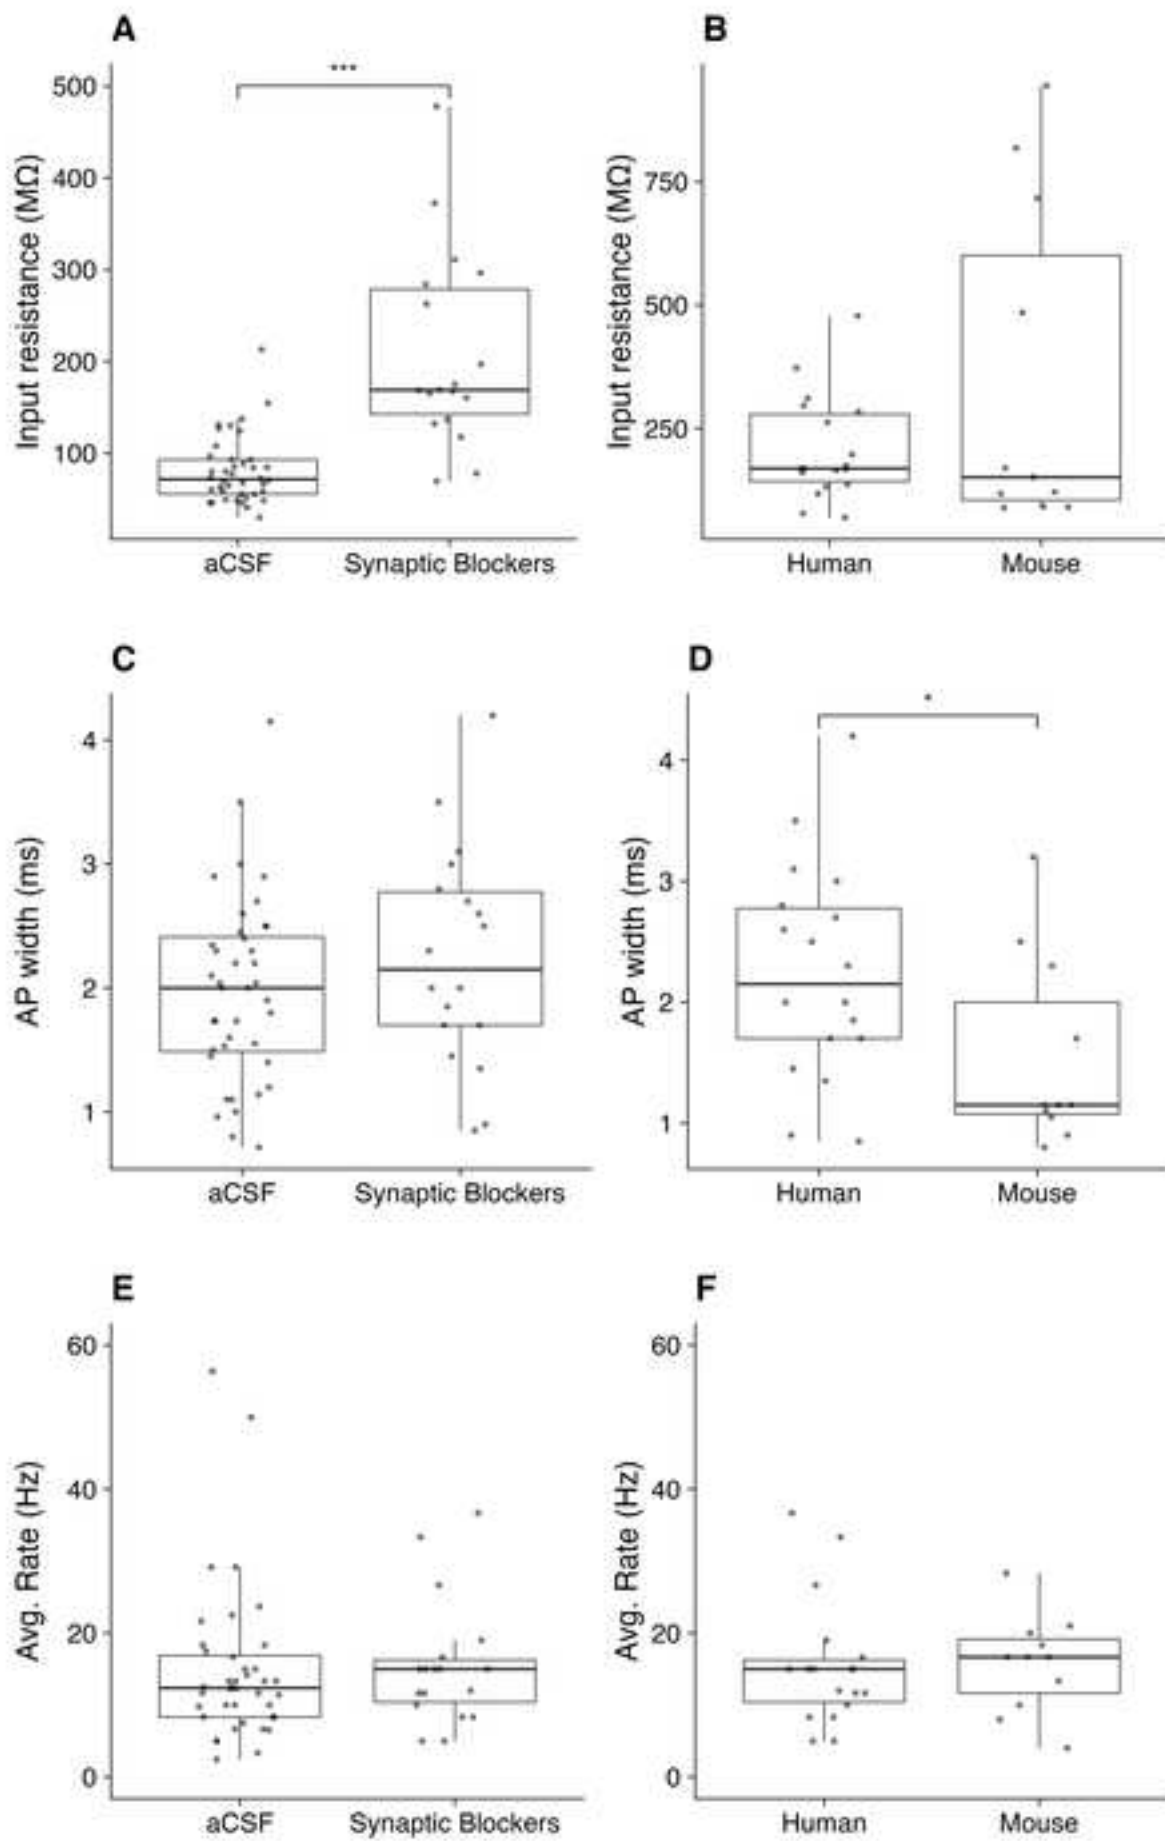 A
***
Input resistance (MΩ)
500
400
300
200
100
aCSF
Synaptic Blockers
B
Input resistance (MΩ)
750
500
250
Human
Mouse
C
AP width (ms)
4
3
2
1
aCSF
Synaptic Blockers
D
*
AP width (ms)
4
3
2
1
Human
Mouse
E
Avg. Rate (Hz)
60
40
20
0
aCSF
Synaptic Blockers
F
Avg. Rate (Hz)
60
40
20
0
Human
Mouse